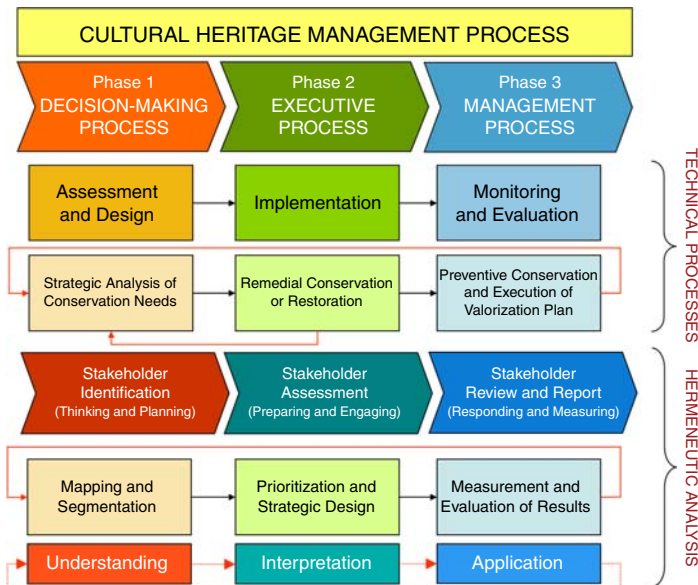 CULTURAL HERITAGE MANAGEMENT PROCESS
Phase 1
DECISION-MAKING
PROCESS
Phase 2
EXECUTIVE
PROCESS
Phase 3
MANAGEMENT
PROCESS
Assessment
and Design
Implementation
Monitoring
and Evaluation
Strategic Analysis of
Conservation Needs
Remedial Conservation
or Restoration
Preventive Conservation
and Execution of
Valorization Plan
TECHNICAL PROCESSES
Stakeholder
Identification
(Thinking and Planning)
Stakeholder
Assessment
(Preparing and Engaging)
Stakeholder
Review and Report
(Responding and Measuring)
Mapping and
Segmentation
Prioritization and
Strategic Design
Measurement and
Evaluation of Results
Understanding
Interpretation
Application
HERMENEUTIC ANALYSIS